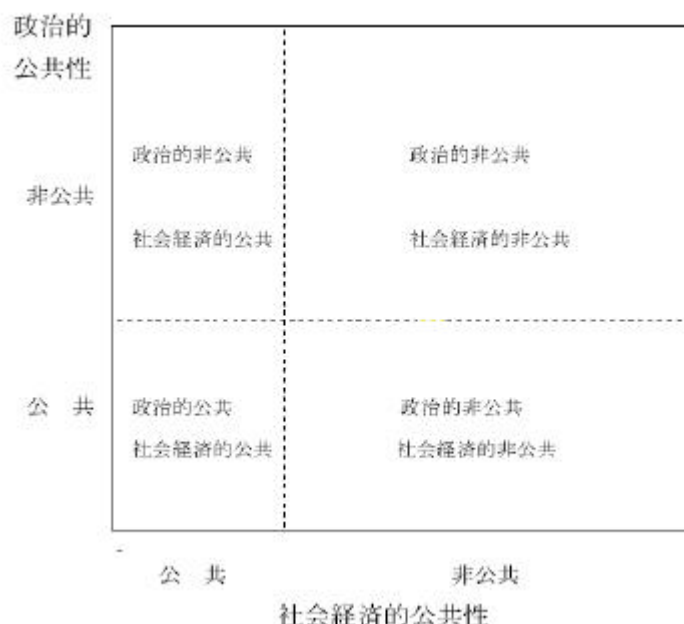 政治的
公共性
政治的非公共 政治的非公共
非公共
社会経済的公共 社会経済的非公共
公 共 政治的公共 政治的非公共
社会経済的公共 社会経済的非公共
公 共 非公共
社会経済的公共性